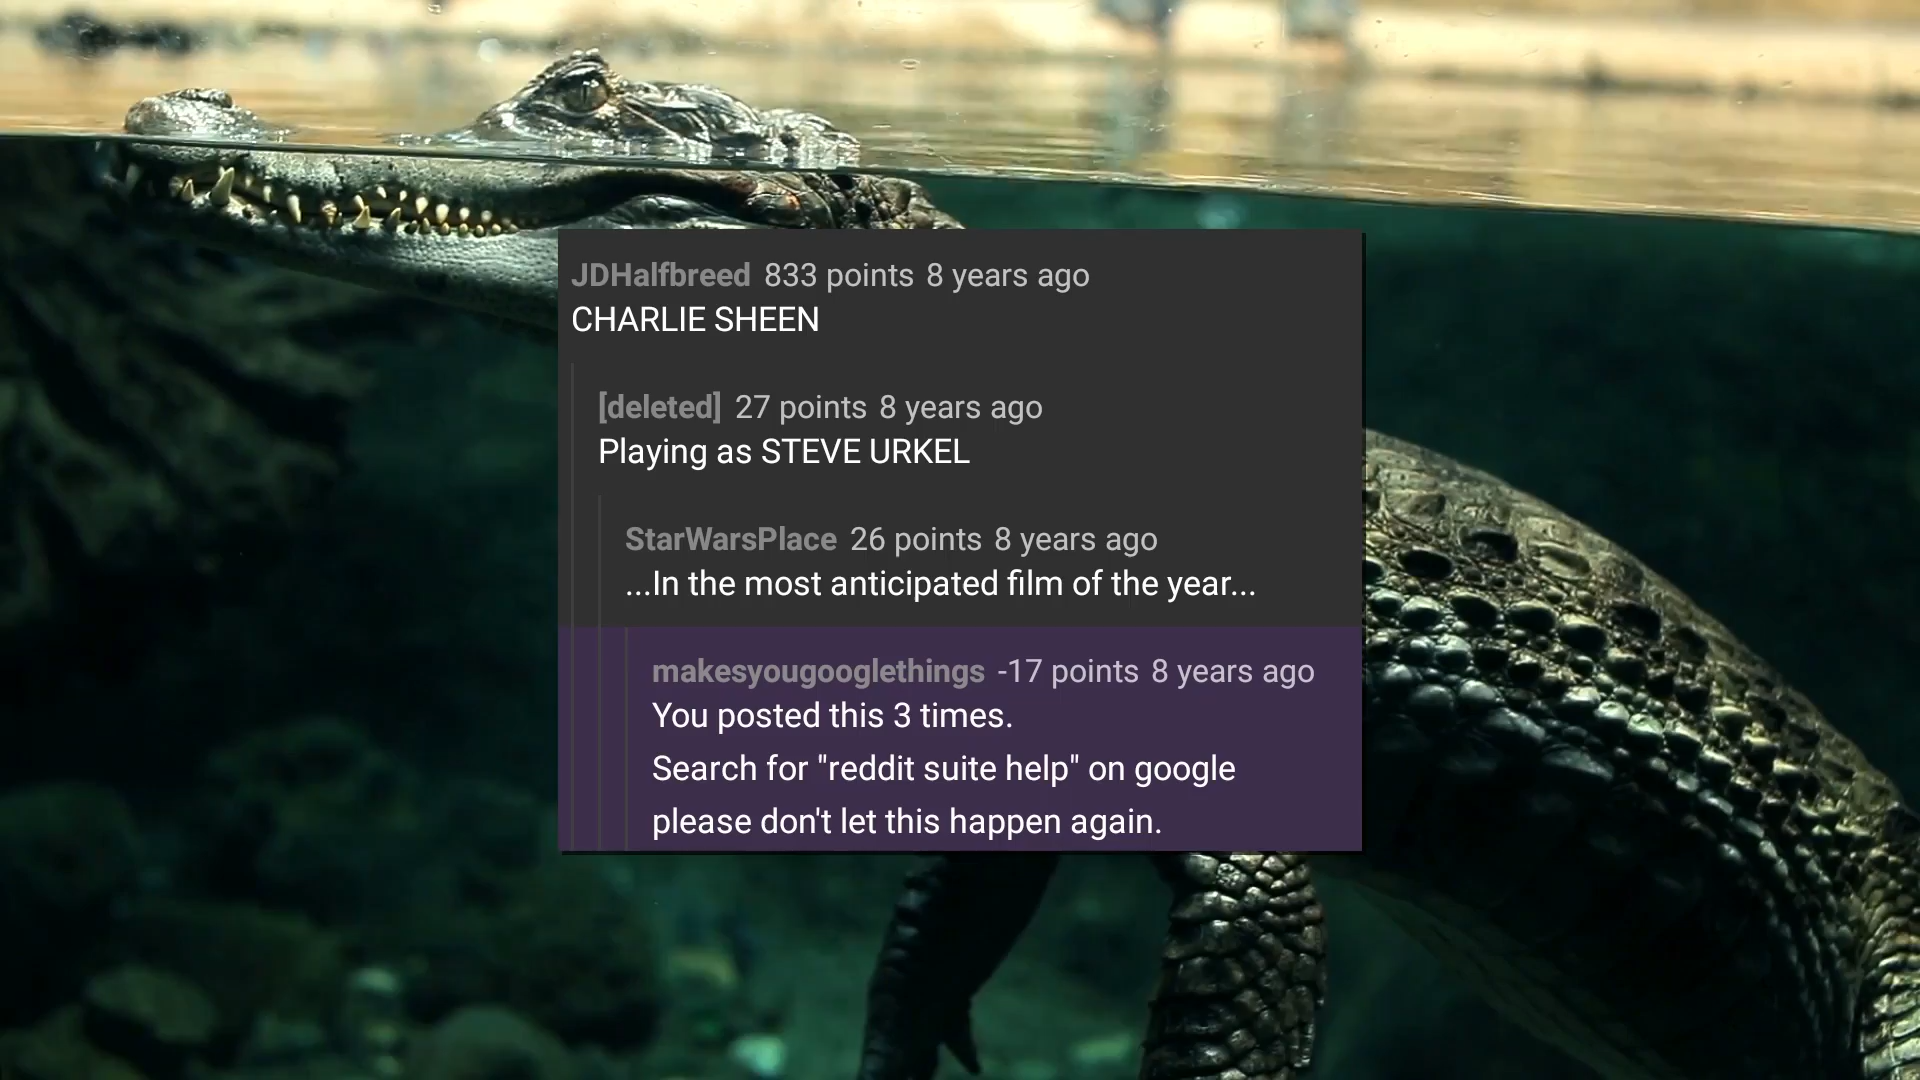 JDHalfbreed 833 points 8 years ago
CHARLIE SHEEN
[deleted] 27 points 8 years ago
Playing as STEVE URKEL
StarWarsPlace 26 points 8 years ago
...In the most anticipated film of the year...
makesyougooglethings -17 points 8 years ago
You posted this 3 times.
Search for "reddit suite help" on google
please don't let this happen again.